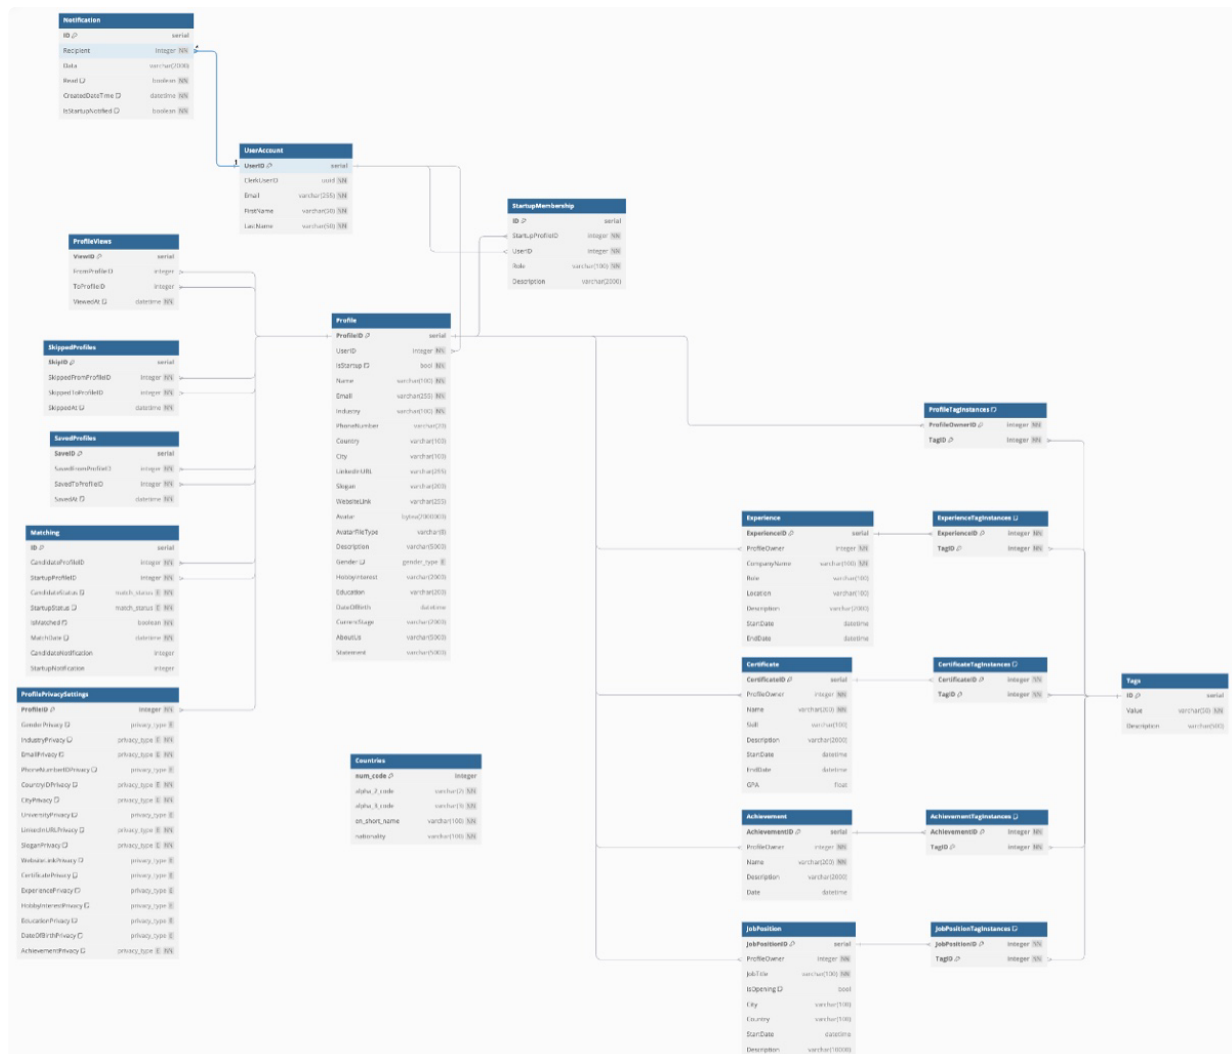 Notification
ID serial
Recipient integer NN
Data varchar(2000)
Read boolean NN
CreatedDateTime datetime NN
IsStartupNotified boolean NN
1
UserAccount
UserID serial
ClerkUserID uuid NN
Email varchar(255) NN
FirstName varchar(50) NN
LastName varchar(50) NN
StartupMembership
ID serial
StartupProfileID integer NN
UserID integer NN
Role varchar(100) NN
Description varchar(2000)
ProfileViews
ViewID serial
FromProfileID integer
ToProfileID integer
ViewedAt datetime NN
SkippedProfiles
SkipID serial
SkippedFromProfileID integer NN
SkippedToProfileID integer NN
SkippedAt datetime NN
SavedProfiles
SaveID serial
SavedFromProfileID integer NN
SavedToProfileID integer NN
SavedAt datetime NN
Matching
ID serial
CandidateProfileID integer NN
StartupProfileID integer NN
CandidateStatus match_status E NN
StartupStatus match_status E NN
IsMatched boolean NN
MatchDate datetime NN
CandidateNotification integer
StartupNotification integer
ProfilePrivacySettings
ProfileID integer NN
GenderPrivacy privacy_type E
IndustryPrivacy privacy_type E NN
EmailPrivacy privacy_type E NN
PhoneNumberIDPrivacy privacy_type E
CountryIDPrivacy privacy_type E NN
CityPrivacy privacy_type E NN
UniversityPrivacy privacy_type E
LinkedInURLPrivacy privacy_type E NN
SloganPrivacy privacy_type E NN
WebsiteLinkPrivacy privacy_type E
CertificatePrivacy privacy_type E
ExperiencePrivacy privacy_type E
HobbyInterestPrivacy privacy_type E
EducationPrivacy privacy_type E
DateOfBirthPrivacy privacy_type E
AchievementPrivacy privacy_type E NN
Profile
ProfileID serial
UserID integer NN
IsStartup bool NN
Name varchar(100) NN
Email varchar(255) NN
Industry varchar(100) NN
PhoneNumber
Country varchar(100)
City varchar(100)
LinkedInURL varchar(255)
Slogan varchar(200)
WebsiteLink varchar(255)
Avatar
AvatarFileType
Description varchar(5000)
Gender gender_type E
HobbyInterest varchar(2000)
Education varchar(200)
DateOfBirth datetime
CurrentStage varchar(2000)
AboutUs varchar(5000)
Statement varchar(5000)
Countries
num_code integer
alpha_2_code varchar(2) NN
alpha_3_code varchar(3) NN
en_short_name varchar(100) NN
nationality varchar(100) NN
ProfileTagInstances
ProfileOwnerID integer NN
TagID integer NN
Experience
ExperienceID serial
ProfileOwner integer NN
CompanyName varchar(100) NN
Role varchar(100)
Location varchar(100)
Description varchar(2000)
StartDate datetime
EndDate datetime
ExperienceTagInstances
ExperienceID integer NN
TagID integer NN
Certificate
CertificateID serial
ProfileOwner integer NN
Name varchar(200) NN
Skill varchar(100)
Description varchar(2000)
StartDate datetime
EndDate datetime
GPA float
CertificateTagInstances
CertificateID integer NN
TagID integer NN
Tags
ID serial
Value varchar(50) NN
Description varchar(500)
Achievement
AchievementID serial
ProfileOwner integer NN
Name varchar(200) NN
Description varchar(2000)
Date datetime
AchievementTagInstances
AchievementID integer NN
TagID integer NN
JobPosition
JobPositionID serial
ProfileOwner integer NN
JobTitle varchar(100) NN
IsOpening bool
City varchar(100)
Country varchar(100)
StartDate datetime
Description varchar(10000)
JobPositionTagInstances
JobPositionID integer NN
TagID integer NN